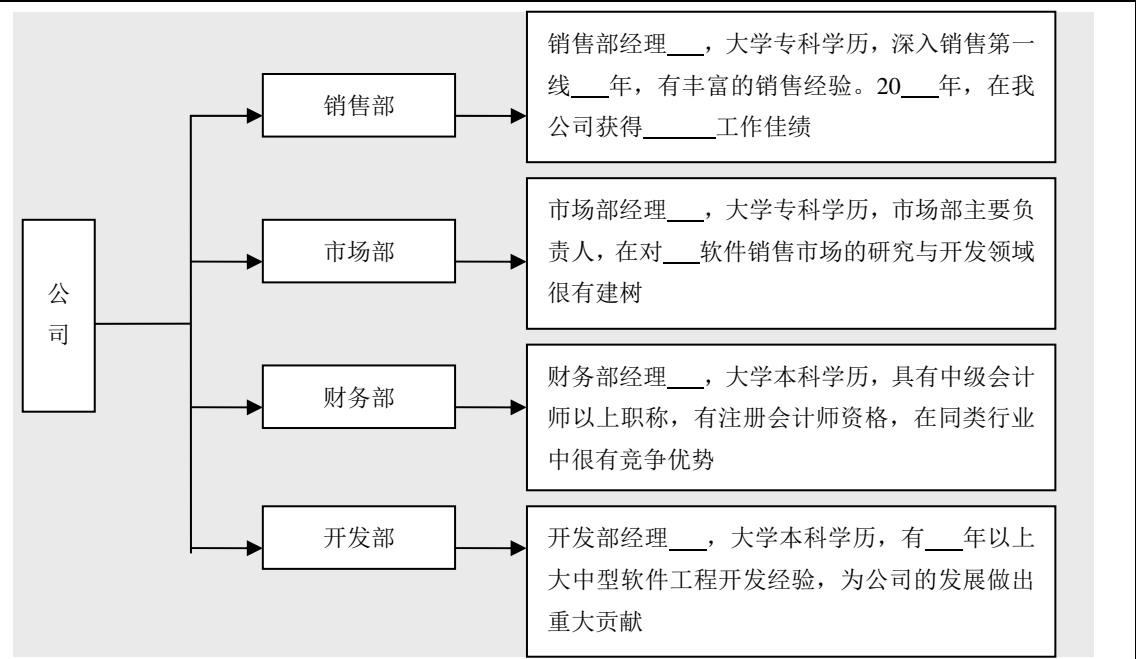 公
司
销售部
销售部经理___，大学专科学历，深入销售第一
线___年，有丰富的销售经验。20___年，在我
公司获得______工作佳绩
市场部
市场部经理___，大学专科学历，市场部主要负
责人，在对___软件销售市场的研究与开发领域
很有建树
财务部
财务部经理___，大学本科学历，具有中级会计
师以上职称，有注册会计师资格，在同类行业
中很有竞争优势
开发部
开发部经理___，大学本科学历，有___年以上
大中型软件工程开发经验，为公司的发展做出
重大贡献